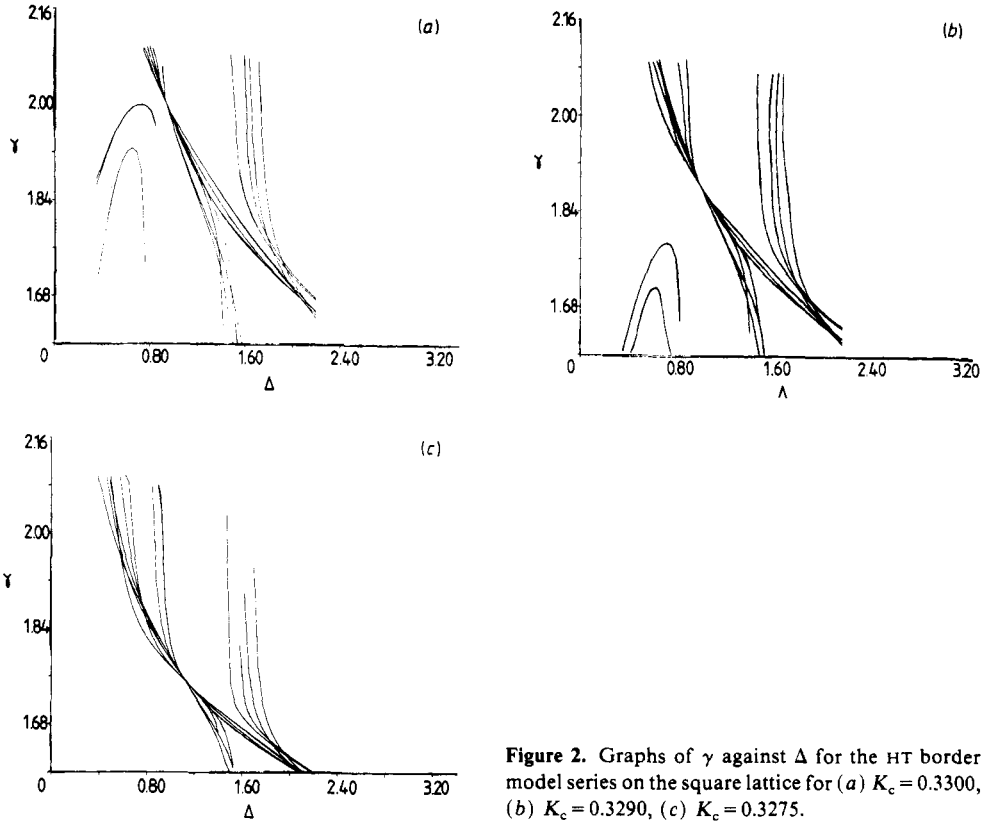 2.16
(a)
2.00
γ
1.84
1.68
0
0.80
1.60
2.40
3.20
Δ
2.16
(b)
2.00
γ
1.84
1.68
0
0.80
1.60
2.40
3.20
Λ
2.16
(c)
2.00
γ
1.84
1.68
0
0.80
1.60
2.40
3.20
Δ
Figure 2. Graphs of γ against Δ for the HT border
model series on the square lattice for (a) Kc = 0.3300,
(b) Kc = 0.3290, (c) Kc = 0.3275.